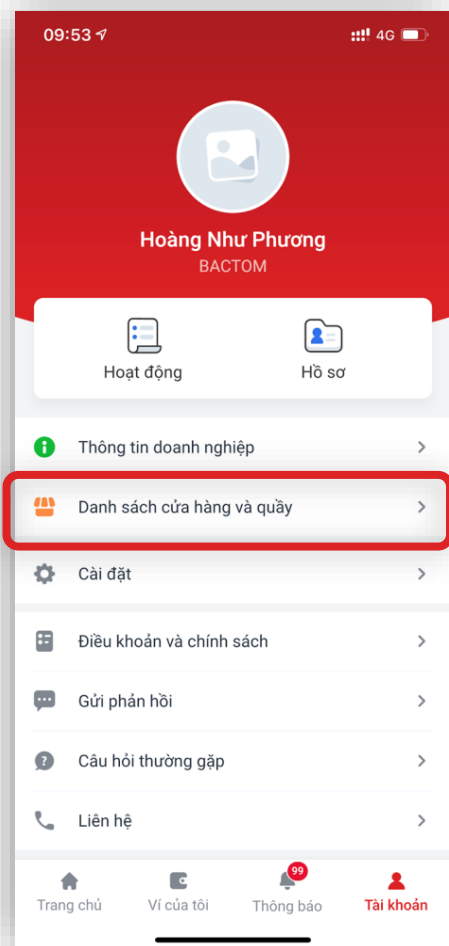 09:53 4G
Hoàng Như Phương
BACTOM
Hoạt động Hồ sơ
Thông tin doanh nghiệp
Danh sách cửa hàng và quầy
Cài đặt
Điều khoản và chính sách
Gửi phản hồi
Câu hỏi thường gặp
Liên hệ
99
Trang chủ Ví của tôi Thông báo Tài khoản